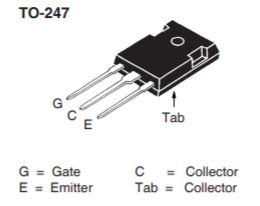 TO-247
G
C
E
Tab
G = Gate C = Collector
E = Emitter Tab = Collector